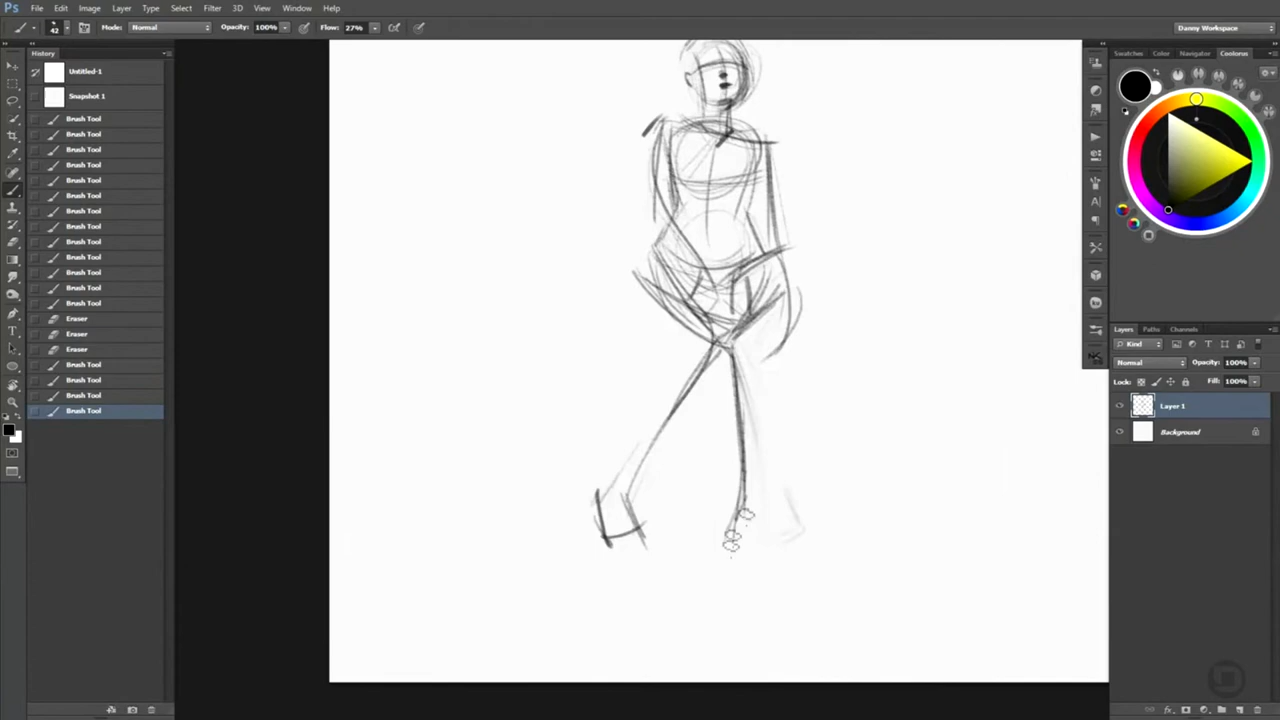 Ps File Edit Image Layer Type Select Filter 3D View Window Help
42 Mode: Normal Opacity: 100% Flow: 27% Danny Workspace
History
Untitled-1
Snapshot 1
Brush Tool
Brush Tool
Brush Tool
Brush Tool
Brush Tool
Brush Tool
Brush Tool
Brush Tool
Brush Tool
Brush Tool
Brush Tool
Brush Tool
Brush Tool
Eraser
Eraser
Eraser
Brush Tool
Brush Tool
Brush Tool
Brush Tool
Swatches Color Navigator Coolorus
Layers Paths Channels
Kind
Normal Opacity: 100%
Lock: Fill: 100%
Layer 1
Background